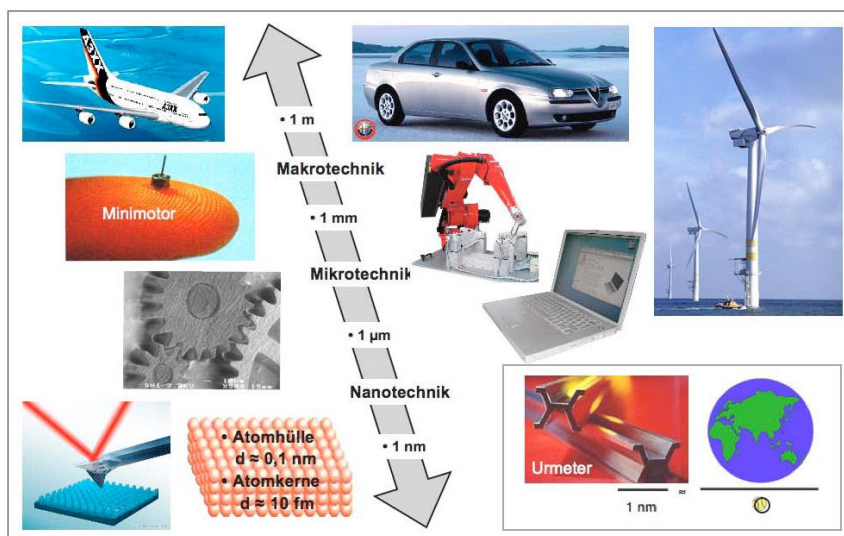 • 1 m
Makrotechnik
Minimotor
• 1 mm
Mikrotechnik
• 1 µm
Nanotechnik
• 1 nm
• Atomhülle
d ≈ 0,1 nm
• Atomkerne
d ≈ 10 fm
Urmeter
1 nm